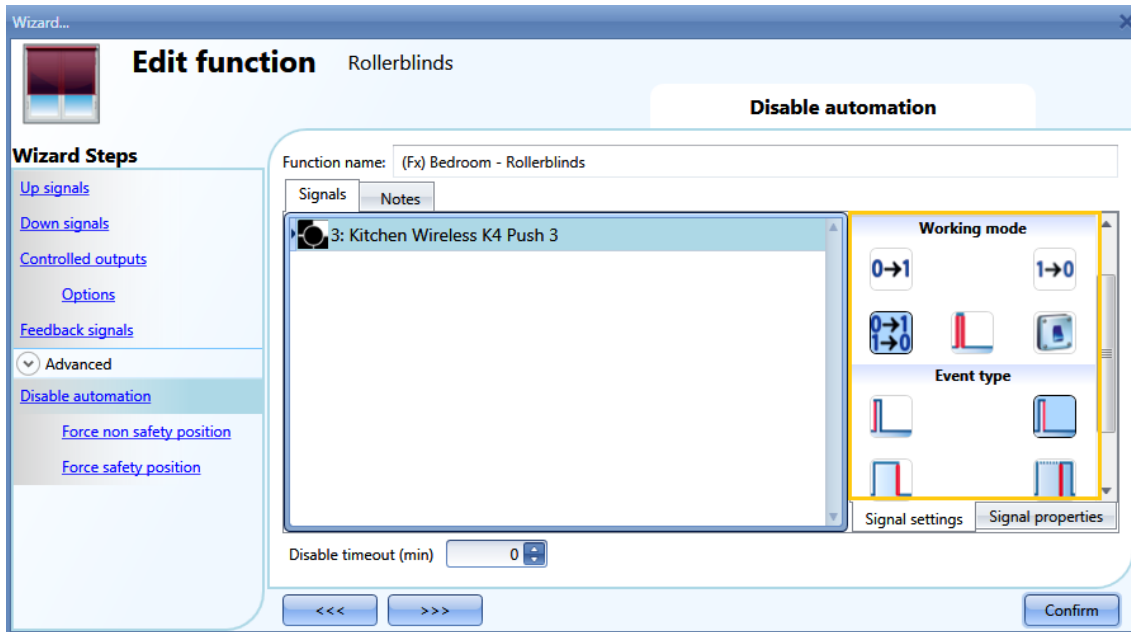 Wizard...
Edit function Rollerblinds
Disable automation
Wizard Steps
Up signals
Down signals
Controlled outputs
Options
Feedback signals
Advanced
Disable automation
Force non safety position
Force safety position
Function name: (Fx) Bedroom - Rollerblinds
Signals Notes
3: Kitchen Wireless K4 Push 3
Working mode
0→1 1→0
0→1
1→0
Event type
Signal settings Signal properties
Disable timeout (min) 0
<<< >>> Confirm